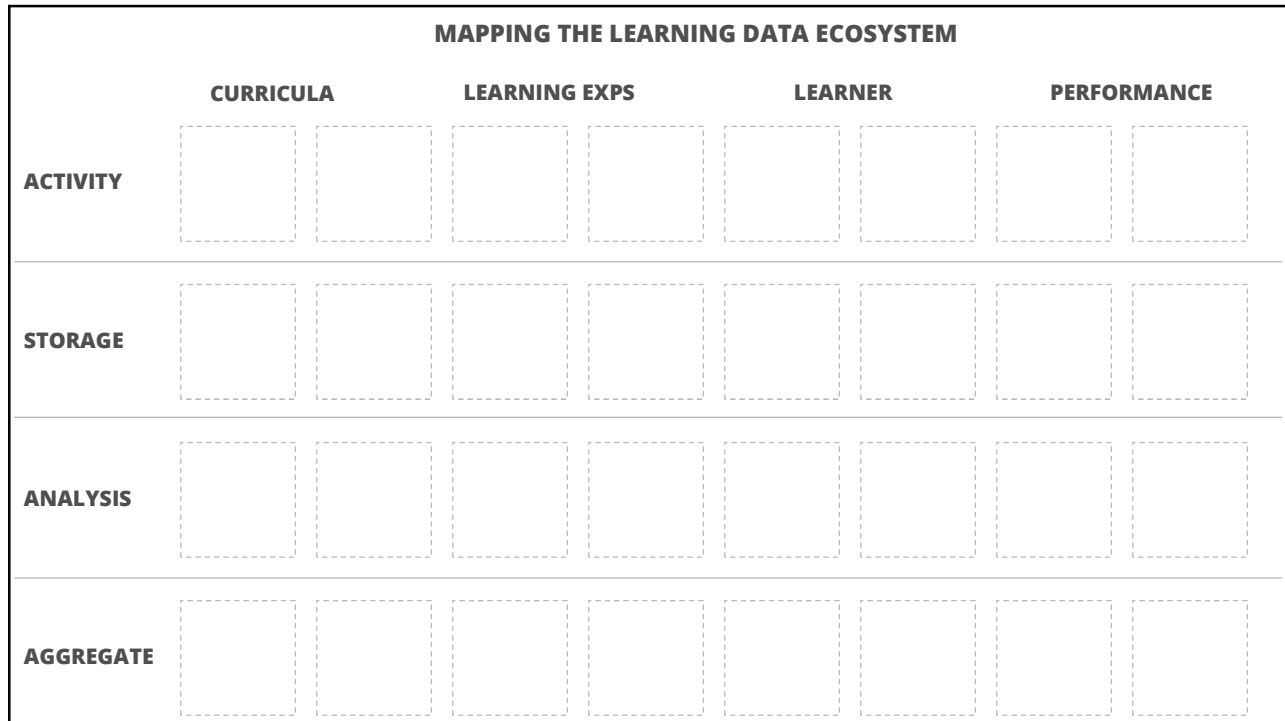 MAPPING THE LEARNING DATA ECOSYSTEM
CURRICULA LEARNING EXPS LEARNER PERFORMANCE
ACTIVITY
STORAGE
ANALYSIS
AGGREGATE